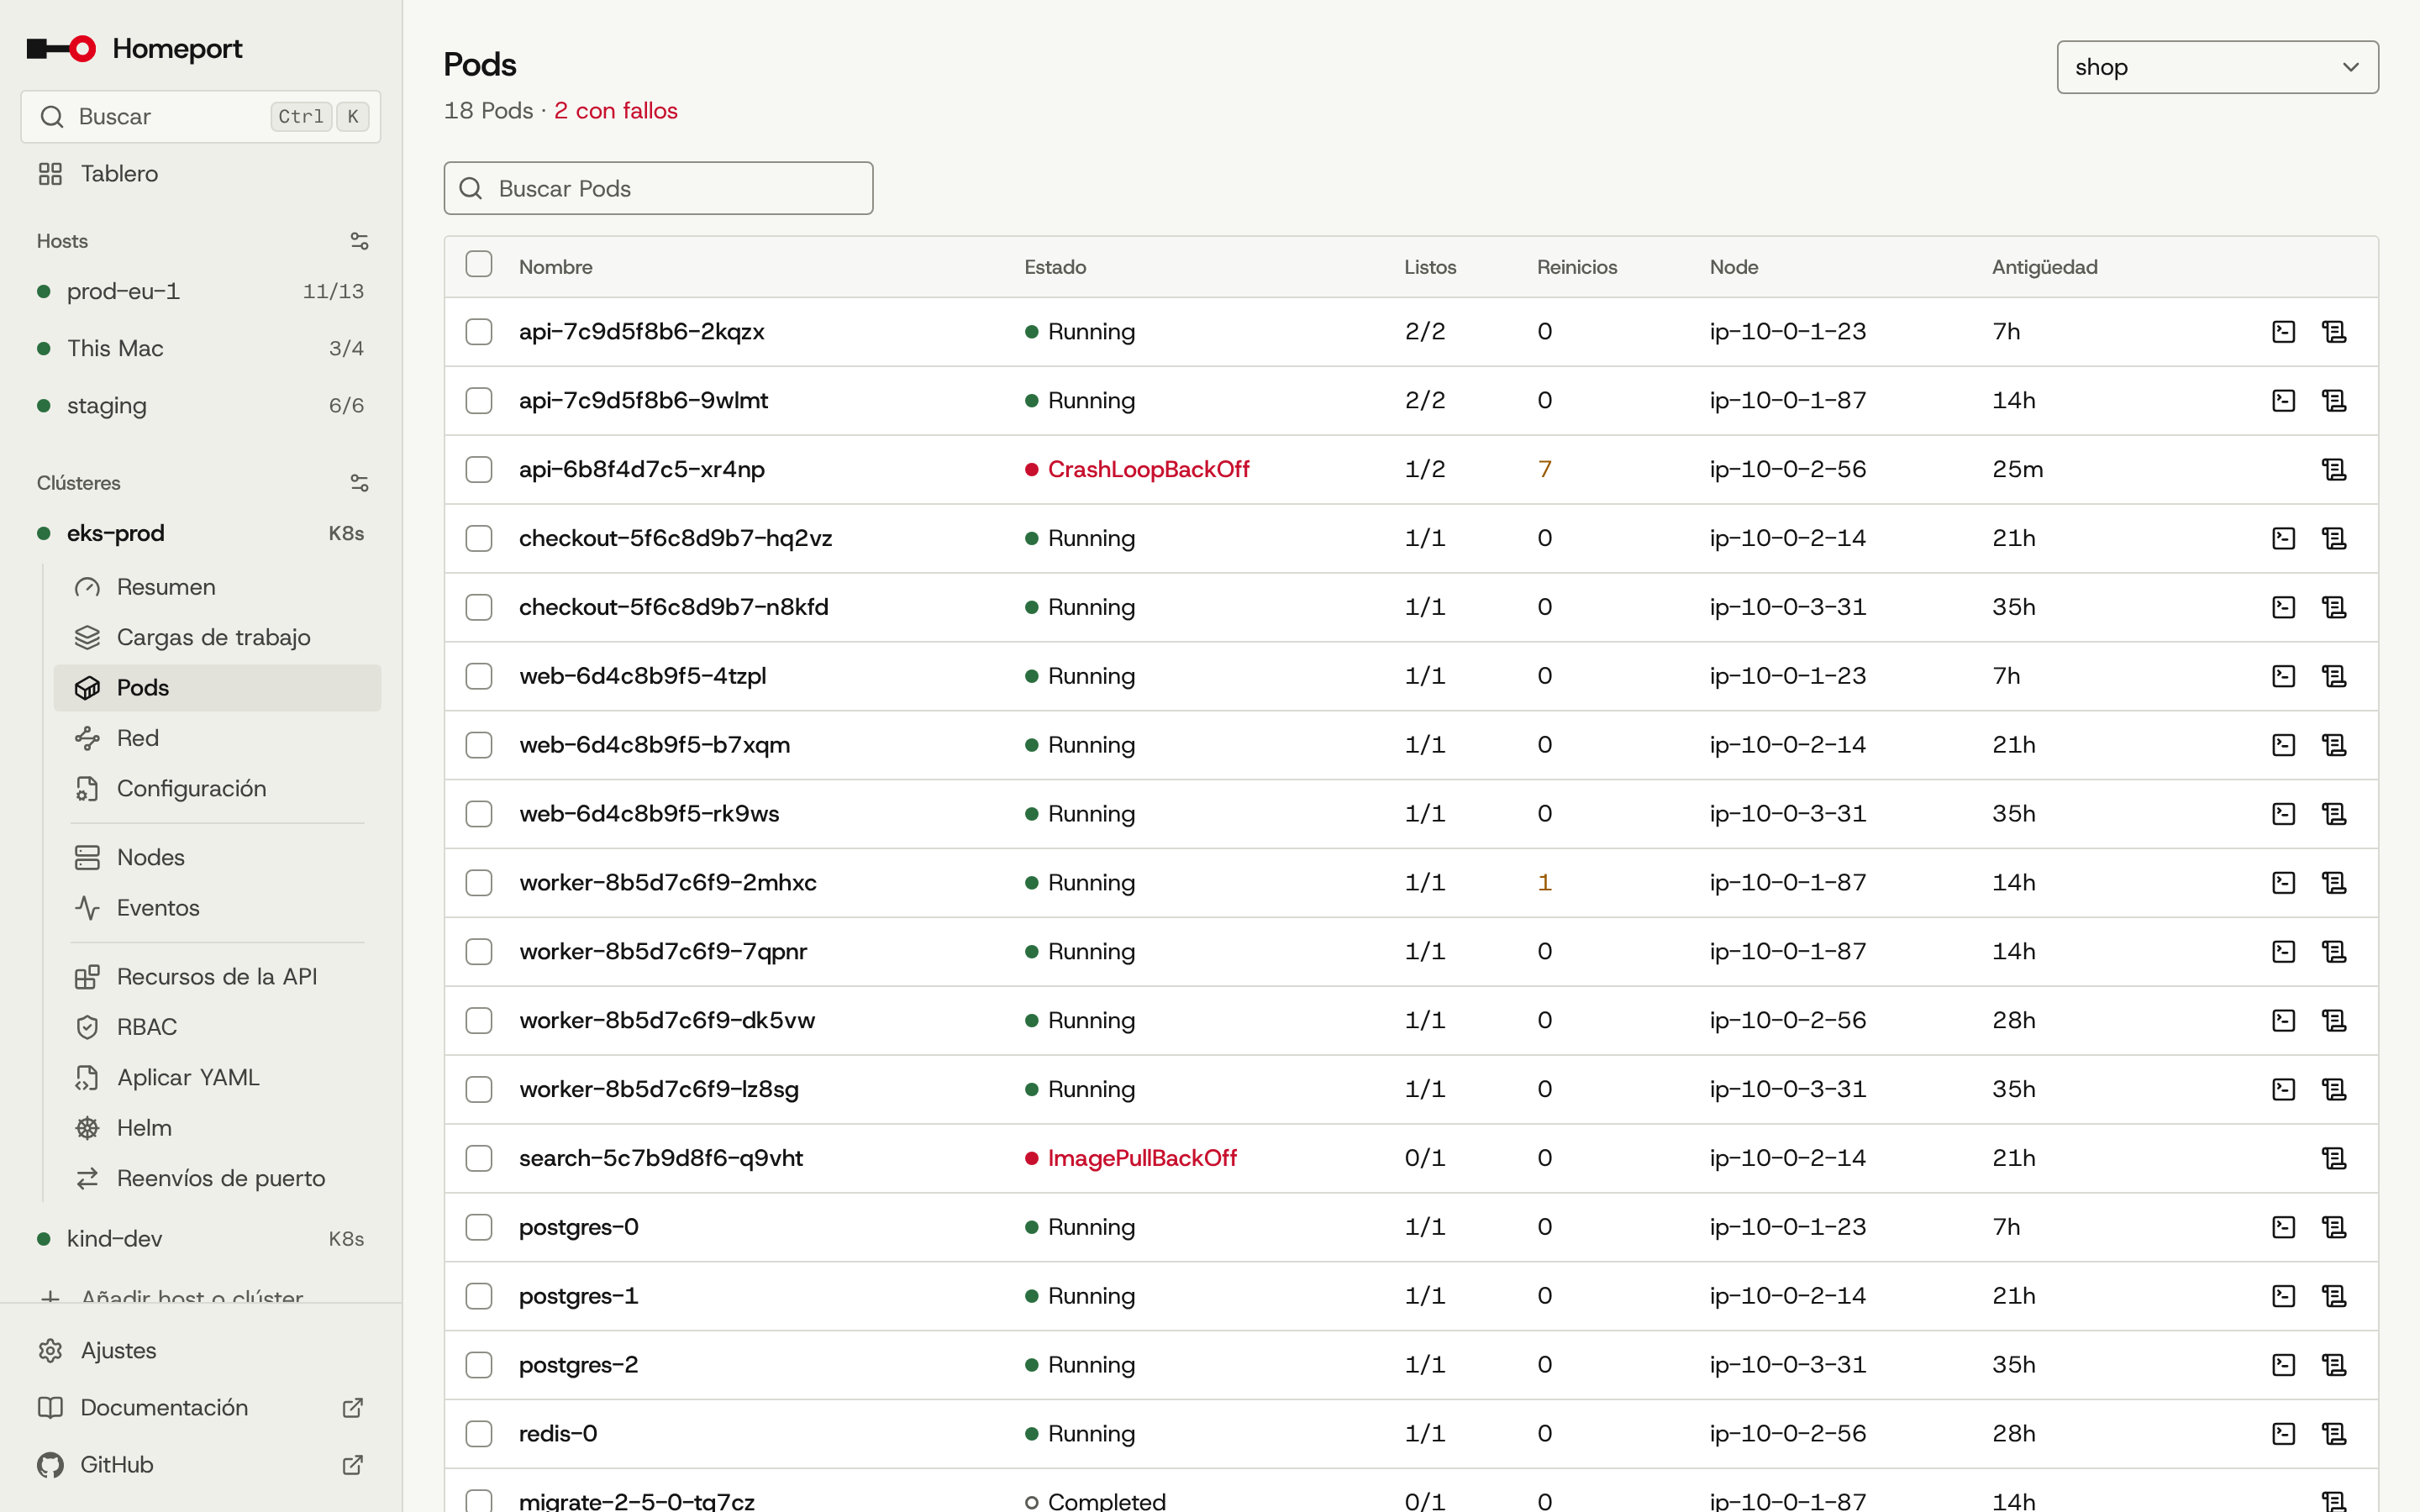 Homeport
Buscar Ctrl K
Tablero
Hosts
prod-eu-1 11/13
This Mac 3/4
staging 6/6
Clústeres
eks-prod K8s
Resumen
Cargas de trabajo
Pods
Red
Configuración
Nodes
Eventos
Recursos de la API
RBAC
Aplicar YAML
Helm
Reenvíos de puerto
kind-dev K8s
Añadir host o clúster
Ajustes
Documentación
GitHub
Pods
18 Pods · 2 con fallos
shop
Buscar Pods
Nombre Estado Listos Reinicios Node Antigüedad
api-7c9d5f8b6-2kqzx Running 2/2 0 ip-10-0-1-23 7h
api-7c9d5f8b6-9wlmt Running 2/2 0 ip-10-0-1-87 14h
api-6b8f4d7c5-xr4np CrashLoopBackOff 1/2 7 ip-10-0-2-56 25m
checkout-5f6c8d9b7-hq2vz Running 1/1 0 ip-10-0-2-14 21h
checkout-5f6c8d9b7-n8kfd Running 1/1 0 ip-10-0-3-31 35h
web-6d4c8b9f5-4tzpl Running 1/1 0 ip-10-0-1-23 7h
web-6d4c8b9f5-b7xqm Running 1/1 0 ip-10-0-2-14 21h
web-6d4c8b9f5-rk9ws Running 1/1 0 ip-10-0-3-31 35h
worker-8b5d7c6f9-2mhxc Running 1/1 1 ip-10-0-1-87 14h
worker-8b5d7c6f9-7qpnr Running 1/1 0 ip-10-0-1-87 14h
worker-8b5d7c6f9-dk5vw Running 1/1 0 ip-10-0-2-56 28h
worker-8b5d7c6f9-lz8sg Running 1/1 0 ip-10-0-3-31 35h
search-5c7b9d8f6-q9vht ImagePullBackOff 0/1 0 ip-10-0-2-14 21h
postgres-0 Running 1/1 0 ip-10-0-1-23 7h
postgres-1 Running 1/1 0 ip-10-0-2-14 21h
postgres-2 Running 1/1 0 ip-10-0-3-31 35h
redis-0 Running 1/1 0 ip-10-0-2-56 28h
migrate-2-5-0-tq7cz Completed 0/1 0 ip-10-0-1-87 14h